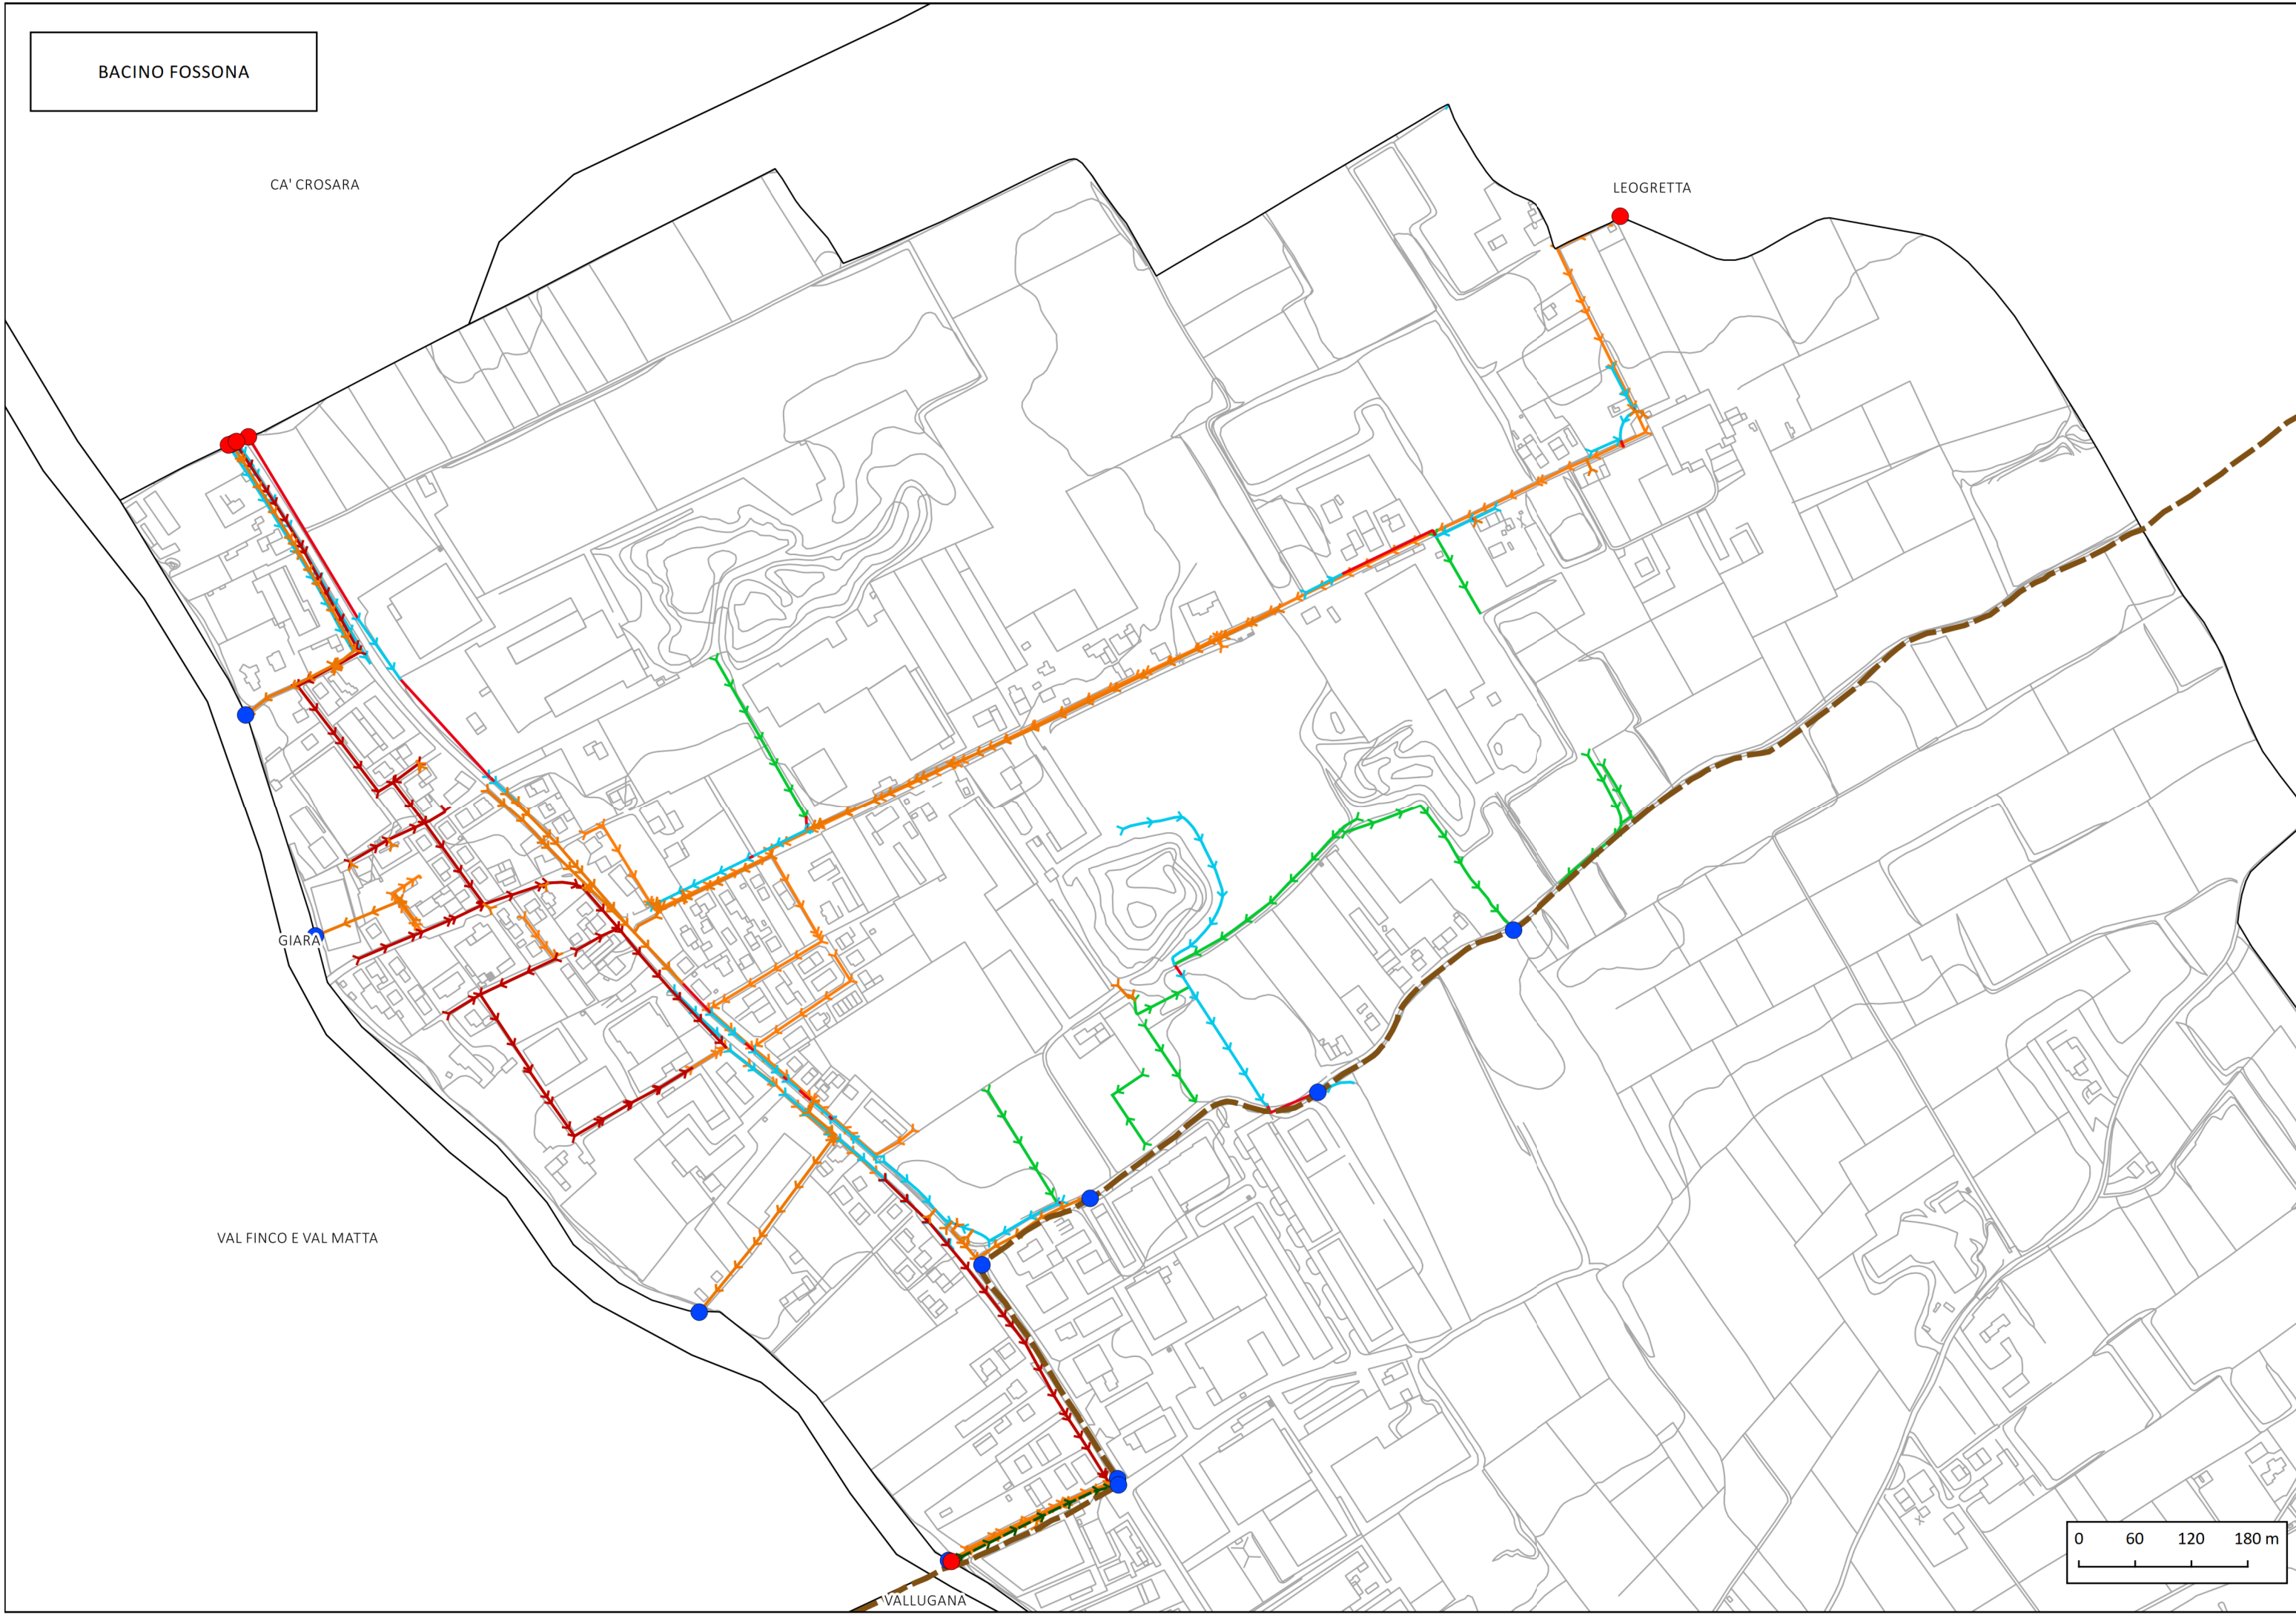 BACINO FOSSONA
CA' CROSARA
LEOGRETTA
GIARA
VAL FINCO E VAL MATTA
0 60 120 180 m
VALLUGANA